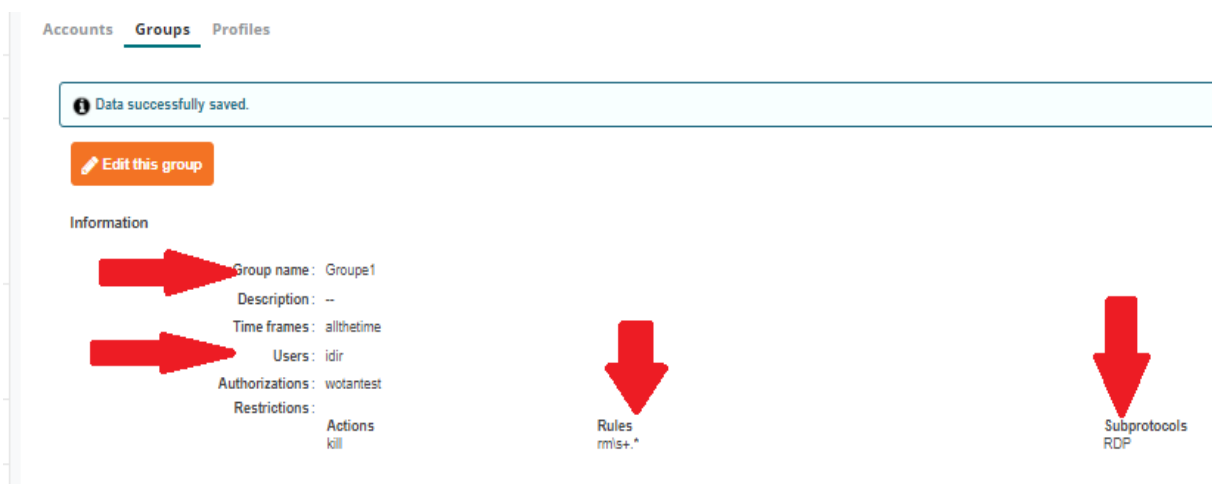 Accounts Groups Profiles
Data successfully saved.
Edit this group
Information
Group name: Groupe1
Description: --
Time frames: allthetime
Users: idir
Authorizations: wotantest
Restrictions:
Actions Rules Subprotocols
kill rm\s+.* RDP